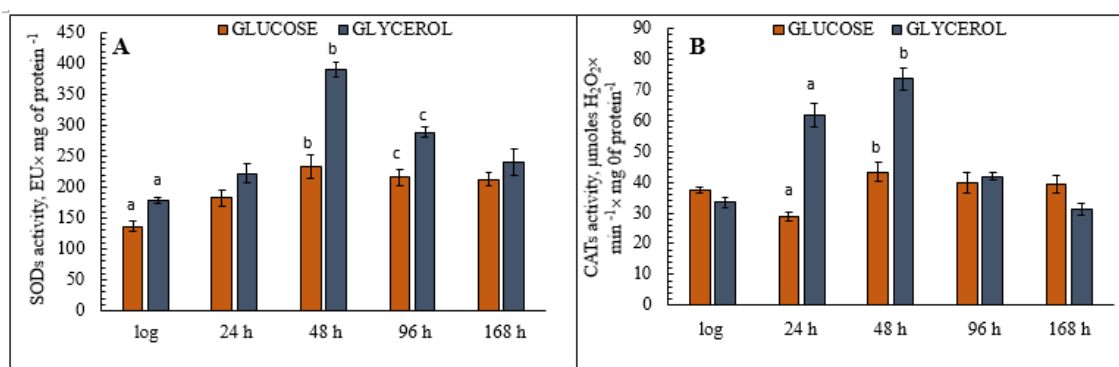 A
GLUCOSE GLYCEROL
SODs activity, EU× mg of protein ⁻¹
450
400
350
300
250
200
150
100
50
0
a a b b c c
log 24 h 48 h 96 h 168 h
B
GLUCOSE GLYCEROL
CATs activity, µmoles H₂O₂×
min ⁻¹× mg 0f protein⁻¹
90
80
70
60
50
40
30
20
10
0
a a b b
log 24 h 48 h 96 h 168 h